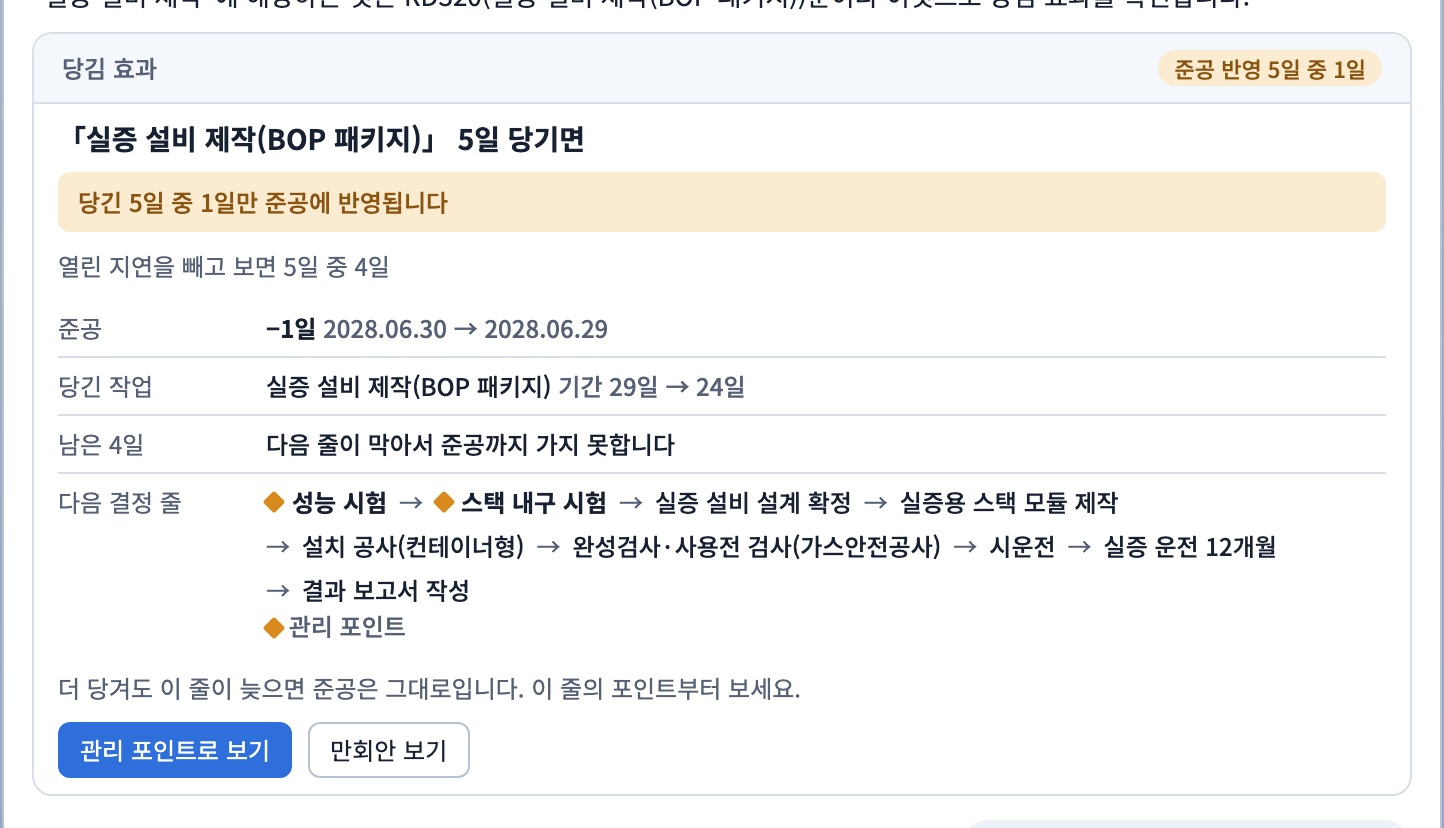 당김 효과
준공 반영 5일 중 1일
「실증 설비 제작(BOP 패키지)」 5일 당기면
당긴 5일 중 1일만 준공에 반영됩니다
열린 지연을 빼고 보면 5일 중 4일
준공 −1일 2028.06.30 → 2028.06.29
당긴 작업 실증 설비 제작(BOP 패키지) 기간 29일 → 24일
남은 4일 다음 줄이 막아서 준공까지 가지 못합니다
다음 결정 줄 ◆ 성능 시험 → ◆ 스택 내구 시험 → 실증 설비 설계 확정 → 실증용 스택 모듈 제작
→ 설치 공사(컨테이너형) → 완성검사·사용전 검사(가스안전공사) → 시운전 → 실증 운전 12개월
→ 결과 보고서 작성
◆ 관리 포인트
더 당겨도 이 줄이 늦으면 준공은 그대로입니다. 이 줄의 포인트부터 보세요.
관리 포인트로 보기
만회안 보기